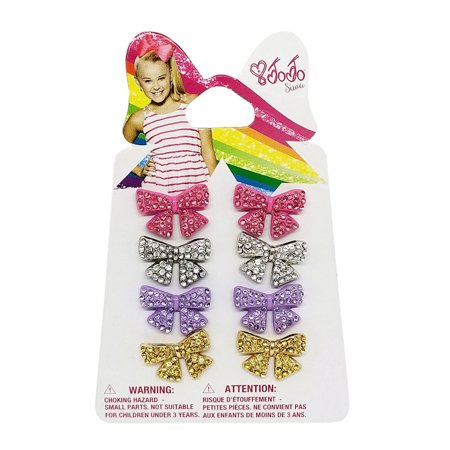 JoJo
Siwa
WARNING:
CHOKING HAZARD -
SMALL PARTS. NOT SUITABLE
FOR CHILDREN UNDER 3 YEARS.
ATTENTION:
RISQUE D'ÉTOUFFEMENT -
PETITES PIÈCES. NE CONVIENT PAS
AUX ENFANTS DE MOINS DE 3 ANS.